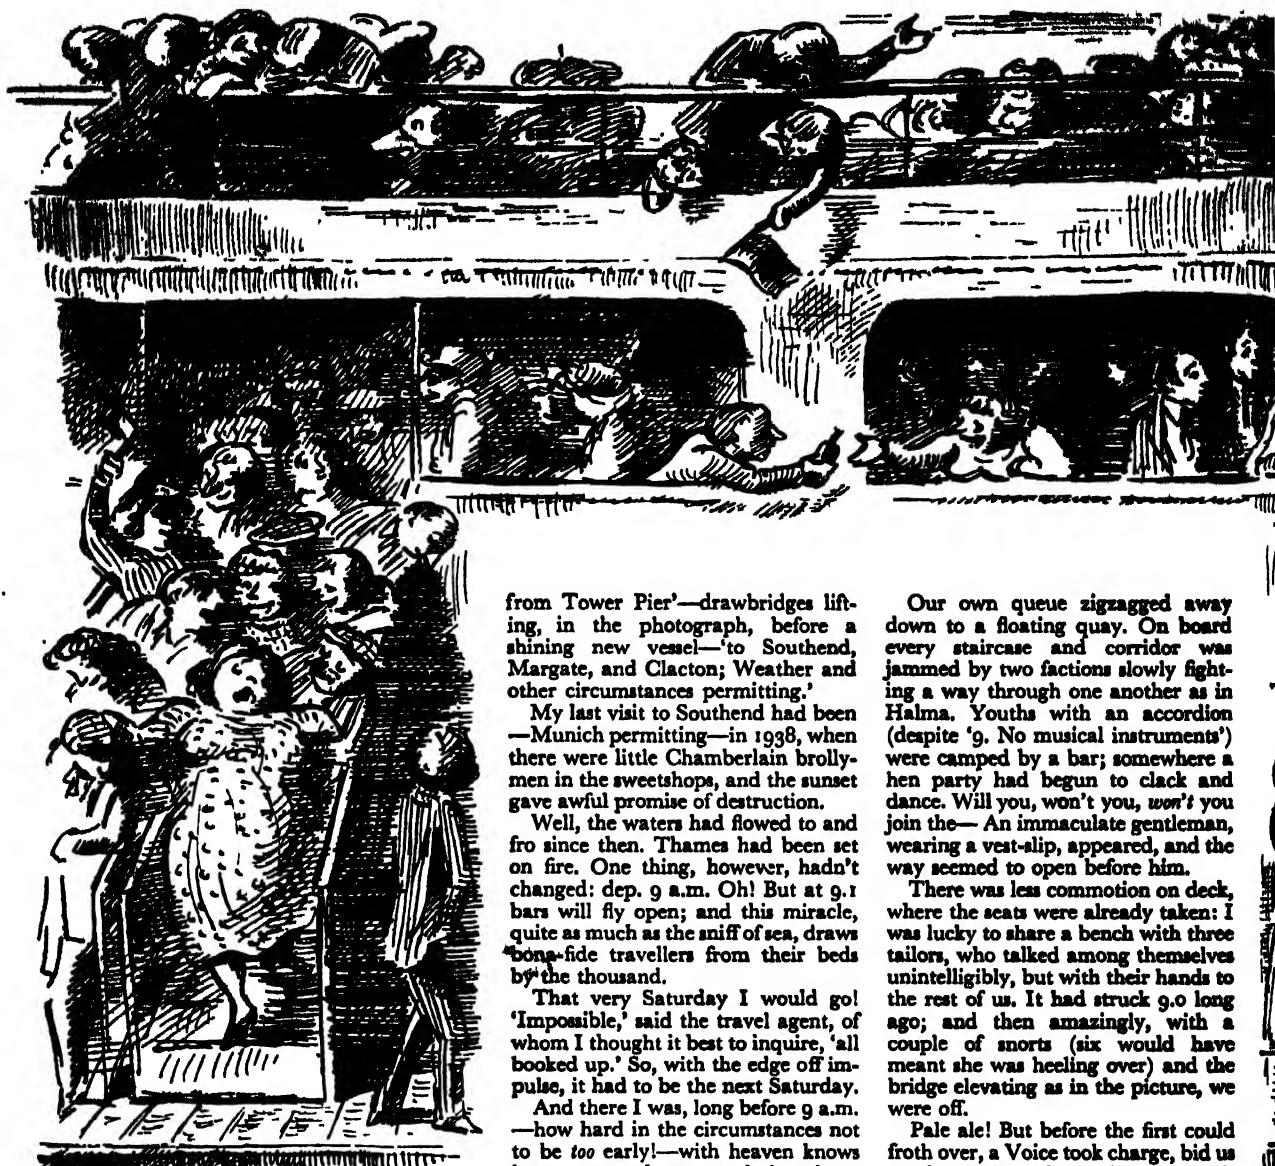 from Tower Pier'—drawbridges lift-
ing, in the photograph, before a
shining new vessel—'to Southend,
Margate, and Clacton; Weather and
other circumstances permitting.'
My last visit to Southend had been
—Munich permitting—in 1938, when
there were little Chamberlain brolly-
men in the sweetshops, and the sunset
gave awful promise of destruction.
Well, the waters had flowed to and
fro since then. Thames had been set
on fire. One thing, however, hadn't
changed: dep. 9 a.m. Oh! But at 9.1
bars will fly open; and this miracle,
quite as much as the sniff of sea, draws
bona-fide travellers from their beds
by the thousand.
That very Saturday I would go!
'Impossible,' said the travel agent, of
whom I thought it best to inquire, 'all
booked up.' So, with the edge off im-
pulse, it had to be the next Saturday.
And there I was, long before 9 a.m.
—how hard in the circumstances not
to be too early!—with heaven knows
Our own queue zigzagged away
down to a floating quay. On board
every staircase and corridor was
jammed by two factions slowly fight-
ing a way through one another as in
Halma. Youths with an accordion
(despite '9. No musical instruments')
were camped by a bar; somewhere a
hen party had begun to clack and
dance. Will you, won't you, won't you
join the— An immaculate gentleman,
wearing a vest-slip, appeared, and the
way seemed to open before him.
There was less commotion on deck,
where the seats were already taken: I
was lucky to share a bench with three
tailors, who talked among themselves
unintelligibly, but with their hands to
the rest of us. It had struck 9.0 long
ago; and then amazingly, with a
couple of snorts (six would have
meant she was heeling over) and the
bridge elevating as in the picture, we
were off.
Pale ale! But before the first could
froth over, a Voice took charge, bid us